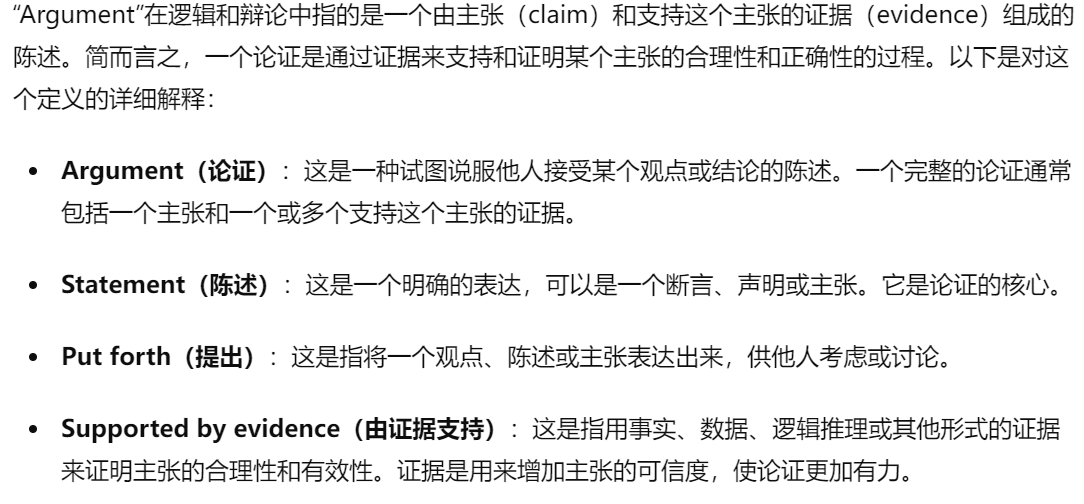 “Argument”在逻辑和辩论中指的是一个由主张（claim）和支持这个主张的证据（evidence）组成的
陈述。简而言之，一个论证是通过证据来支持和证明某个主张的合理性和正确性的过程。以下是对这
个定义的详细解释：
• Argument（论证）：这是一种试图说服他人接受某个观点或结论的陈述。一个完整的论证通常
包括一个主张和一个或多个支持这个主张的证据。
• Statement（陈述）：这是一个明确的表达，可以是一个断言、声明或主张。它是论证的核心。
• Put forth（提出）：这是指将一个观点、陈述或主张表达出来，供他人考虑或讨论。
• Supported by evidence（由证据支持）：这是指用事实、数据、逻辑推理或其他形式的证据
来证明主张的合理性和有效性。证据是用来增加主张的可信度，使论证更加有力。